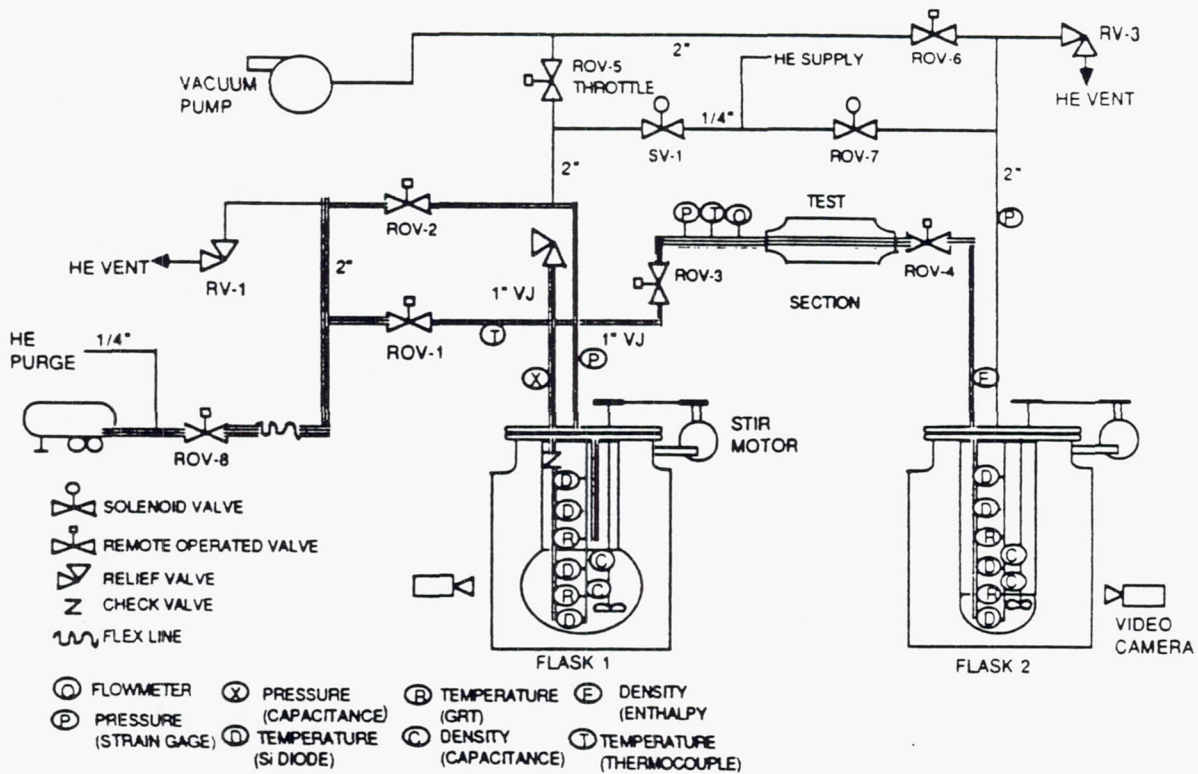 2"
ROV-6
RV-3
HE VENT
VACUUM
PUMP
ROV-5
THROTTLE
HE SUPPLY
1/4"
SV-1
ROV-7
2"
2"
ROV-2
P
T
Q
TEST
SECTION
P
ROV-4
ROV-3
HE VENT
RV-1
2"
1" VJ
ROV-1
T
1" VJ
P
X
HE
PURGE
1/4"
ROV-8
E
STIR
MOTOR
D
D
R
D
R
D
C
C
FLASK 1
D
D
R
D
R
D
C
C
FLASK 2
VIDEO
CAMERA
SOLENOID VALVE
REMOTE OPERATED VALVE
RELIEF VALVE
CHECK VALVE
FLEX LINE
Q FLOWMETER
P PRESSURE
(STRAIN GAGE)
X PRESSURE
(CAPACITANCE)
D TEMPERATURE
(Si DIODE)
R TEMPERATURE
(GRT)
C DENSITY
(CAPACITANCE)
E DENSITY
(ENTHALPY
T TEMPERATURE
(THERMOCOUPLE)